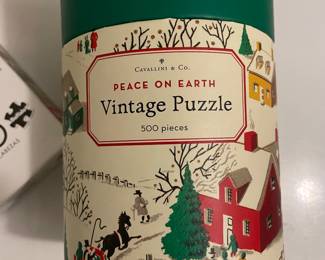 CAVALLINI & CO.
PEACE ON EARTH
Vintage Puzzle
500 pieces